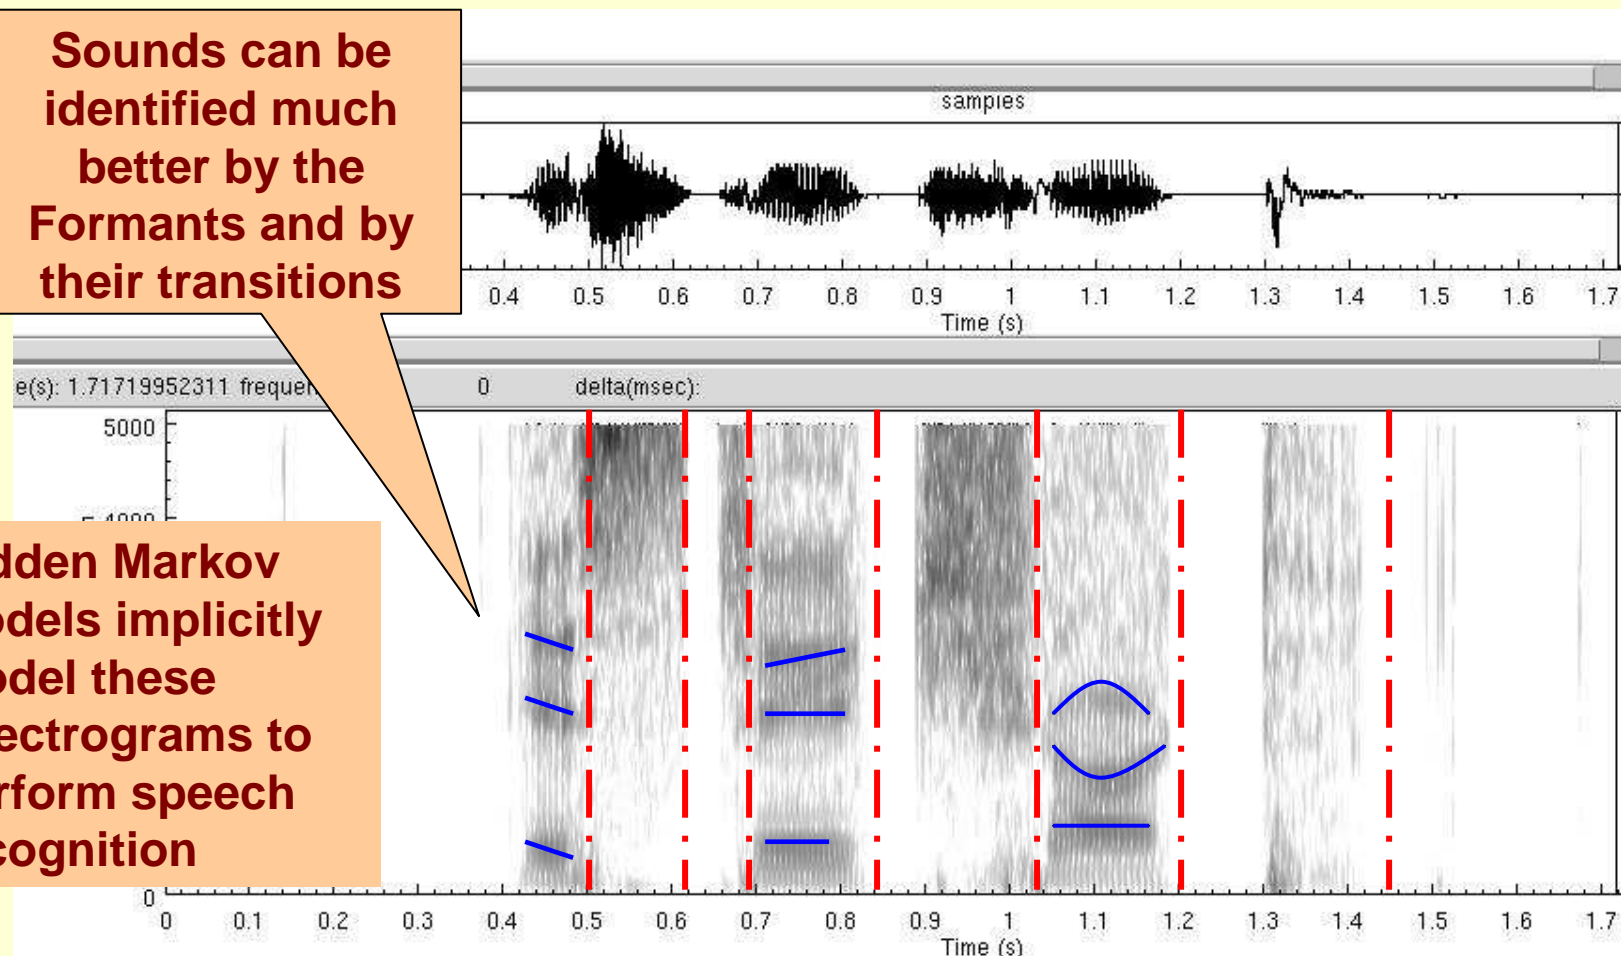 Sounds can be
identified much
better by the
Formants and by
their transitions
samples
0.4 0.5 0.6 0.7 0.8 0.9 1 1.1 1.2 1.3 1.4 1.5 1.6 1.7
Time (s)
e(s): 1.71719952311 frequen 0 delta(msec):
5000
4000
dden Markov
odels implicitly
odel these
ectrograms to
rform speech
cognition
0
0 0.1 0.2 0.3 0.4 0.5 0.6 0.7 0.8 0.9 1 1.1 1.2 1.3 1.4 1.5 1.6 1.7
Time (s)